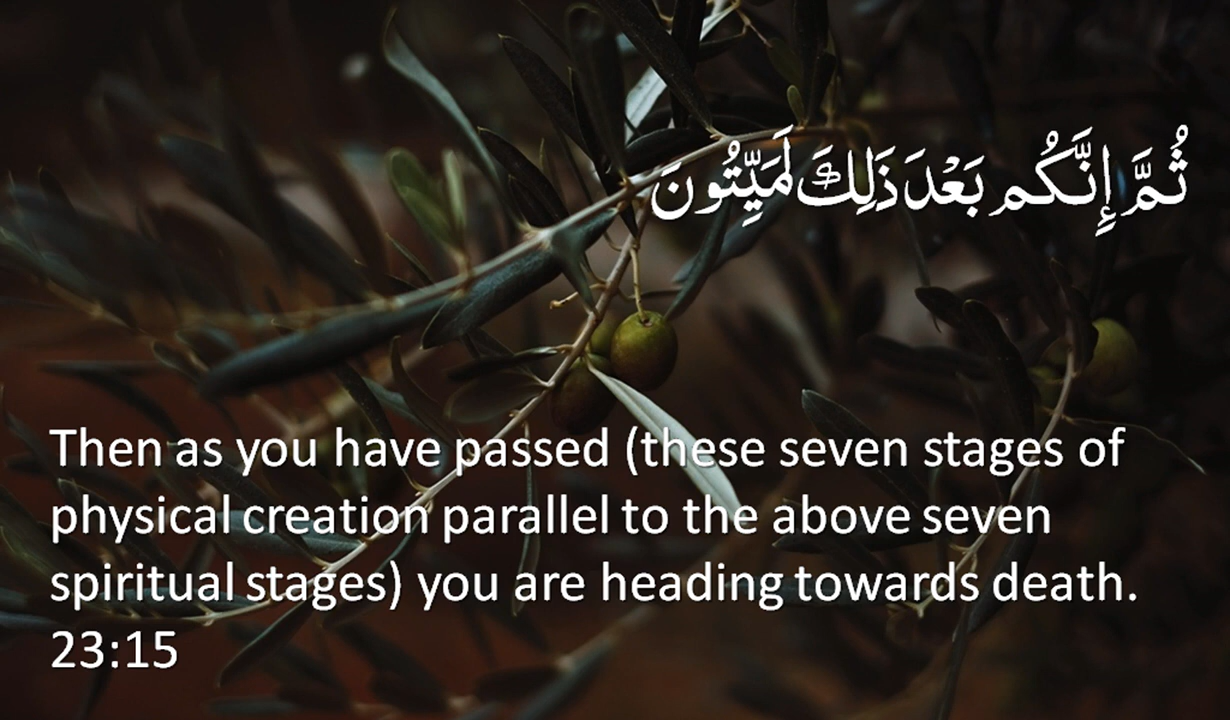 ثُمَّ إِنَّكُم بَعْدَ ذَلِكَ لَمَيِّتُونَ
Then as you have passed (these seven stages of
physical creation parallel to the above seven
spiritual stages) you are heading towards death.
23:15